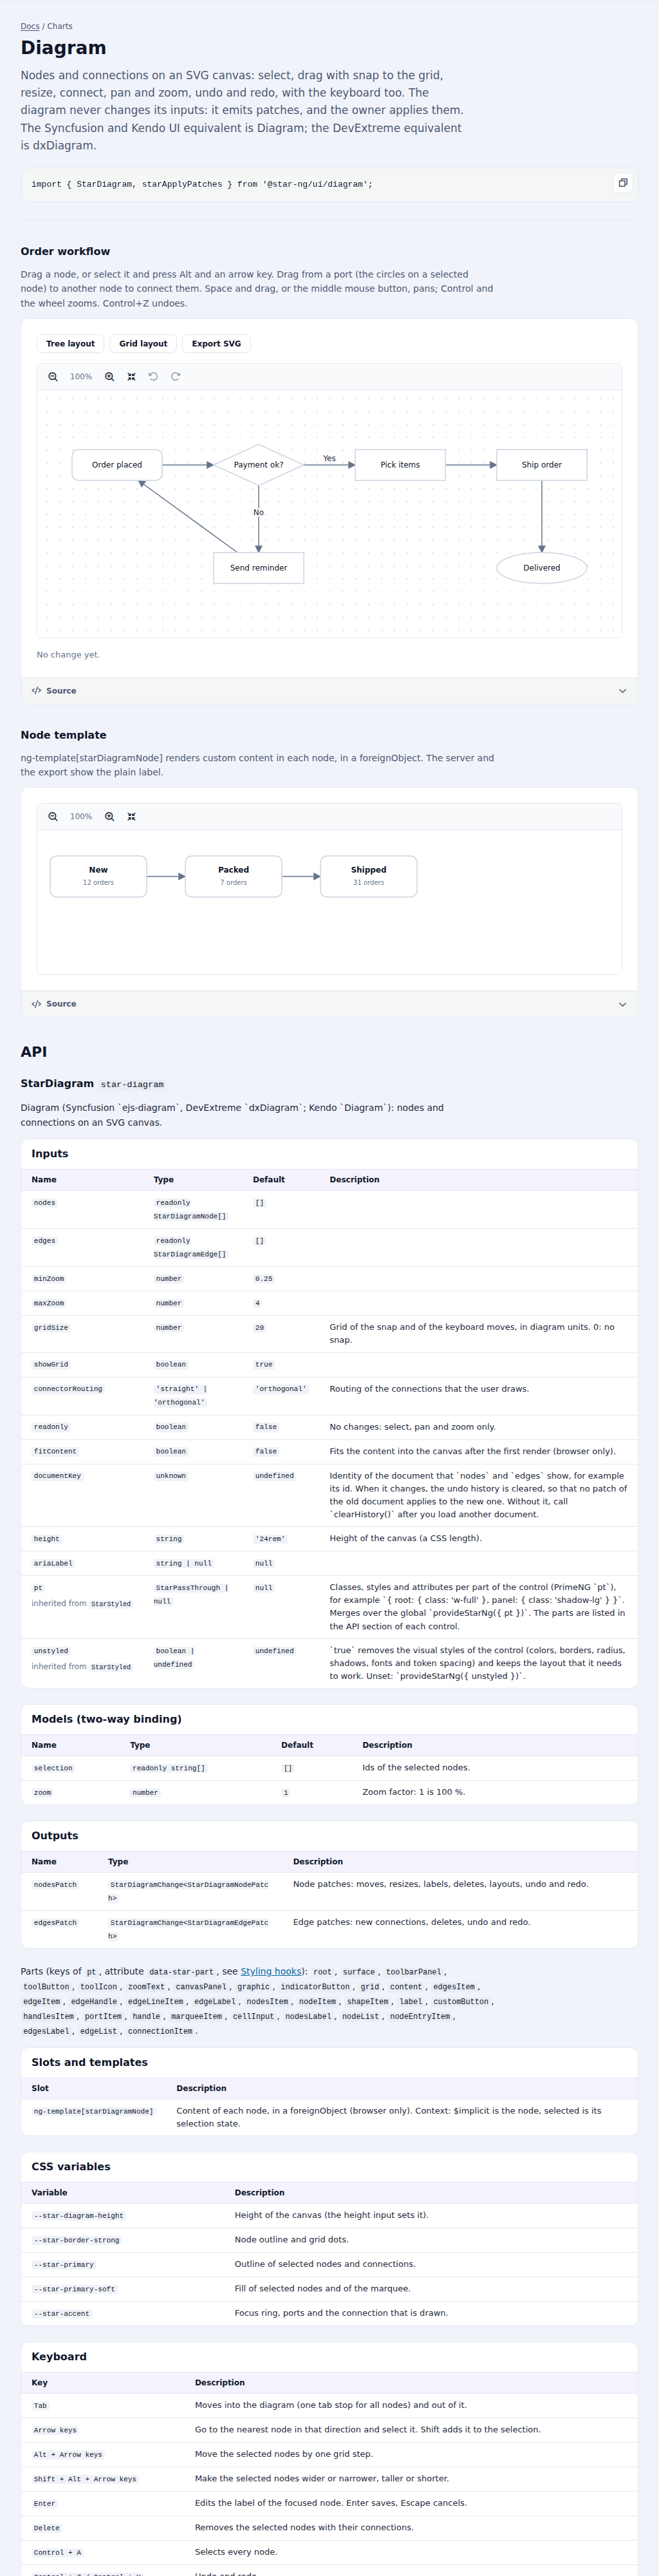 Docs / Charts
Diagram
Nodes and connections on an SVG canvas: select, drag with snap to the grid,
resize, connect, pan and zoom, undo and redo, with the keyboard too. The
diagram never changes its inputs: it emits patches, and the owner applies them.
The Syncfusion and Kendo UI equivalent is Diagram; the DevExtreme equivalent
is dxDiagram.
import { StarDiagram, starApplyPatches } from '@star-ng/ui/diagram';
Order workflow
Drag a node, or select it and press Alt and an arrow key. Drag from a port (the circles on a selected
node) to another node to connect them. Space and drag, or the middle mouse button, pans; Control and
the wheel zooms. Control+Z undoes.
Tree layout Grid layout Export SVG
100%
Order placed Payment ok? Yes Pick items Ship order
No
Send reminder Delivered
No change yet.
Source
Node template
ng-template[starDiagramNode] renders custom content in each node, in a foreignObject. The server and
the export show the plain label.
100%
New Packed Shipped
12 orders 7 orders 31 orders
Source
API
StarDiagram star-diagram
Diagram (Syncfusion `ejs-diagram`, DevExtreme `dxDiagram`; Kendo `Diagram`): nodes and
connections on an SVG canvas.
Inputs
Name Type Default Description
nodes readonly StarDiagramNode[] []
edges readonly StarDiagramEdge[] []
minZoom number 0.25
maxZoom number 4
gridSize number 20 Grid of the snap and of the keyboard moves, in diagram units. 0: no
snap.
showGrid boolean true
connectorRouting 'straight' | 'orthogonal' 'orthogonal' Routing of the connections that the user draws.
readonly boolean false No changes: select, pan and zoom only.
fitContent boolean false Fits the content into the canvas after the first render (browser only).
documentKey unknown undefined Identity of the document that `nodes` and `edges` show, for example
its id. When it changes, the undo history is cleared, so that no patch of
the old document applies to the new one. Without it, call
`clearHistory()` after you load another document.
height string '24rem' Height of the canvas (a CSS length).
ariaLabel string | null null
pt StarPassThrough | null null Classes, styles and attributes per part of the control (PrimeNG `pt`),
inherited from StarStyled for example `{ root: { class: 'w-full' }, panel: { class: 'shadow-lg' } }`.
Merges over the global `provideStarNg({ pt })`. The parts are listed in
the API section of each control.
unstyled boolean | undefined undefined `true` removes the visual styles of the control (colors, borders, radius,
inherited from StarStyled shadows, fonts and token spacing) and keeps the layout that it needs
to work. Unset: `provideStarNg({ unstyled })`.
Models (two-way binding)
Name Type Default Description
selection readonly string[] [] Ids of the selected nodes.
zoom number 1 Zoom factor: 1 is 100 %.
Outputs
Name Type Description
nodesPatch StarDiagramChange<StarDiagramNodePatch> Node patches: moves, resizes, labels, deletes, layouts, undo and redo.
edgesPatch StarDiagramChange<StarDiagramEdgePatch> Edge patches: new connections, deletes, undo and redo.
Parts (keys of pt, attribute data-star-part, see Styling hooks): root, surface, toolbarPanel,
toolButton, toolIcon, zoomText, canvasPanel, graphic, indicatorButton, grid, content, edgesItem,
edgeItem, edgeHandle, edgeLineItem, edgeLabel, nodesItem, nodeItem, shapeItem, label, customButton,
handlesItem, portItem, handle, marqueeItem, cellInput, nodesLabel, nodeList, nodeEntryItem,
edgesLabel, edgeList, connectionItem.
Slots and templates
Slot Description
ng-template[starDiagramNode] Content of each node, in a foreignObject (browser only). Context: $implicit is the node, selected is its
selection state.
CSS variables
Variable Description
--star-diagram-height Height of the canvas (the height input sets it).
--star-border-strong Node outline and grid dots.
--star-primary Outline of selected nodes and connections.
--star-primary-soft Fill of selected nodes and of the marquee.
--star-accent Focus ring, ports and the connection that is drawn.
Keyboard
Key Description
Tab Moves into the diagram (one tab stop for all nodes) and out of it.
Arrow keys Go to the nearest node in that direction and select it. Shift adds it to the selection.
Alt + Arrow keys Move the selected nodes by one grid step.
Shift + Alt + Arrow keys Make the selected nodes wider or narrower, taller or shorter.
Enter Edits the label of the focused node. Enter saves, Escape cancels.
Delete Removes the selected nodes with their connections.
Control + A Selects every node.